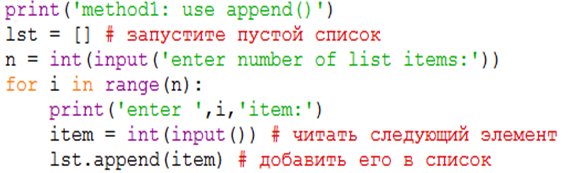 print('method1: use append()')
lst = [] # запустите пустой список
n = int(input('enter number of list items:'))
for i in range(n):
    print('enter ',i,'item:')
    item = int(input()) # читать следующий элемент
    lst.append(item) # добавить его в список